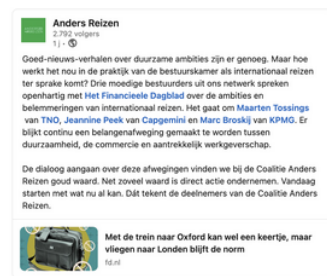 Anders Reizen
2.792 volgers
1 j •
Goed-nieuws-verhalen over duurzame ambities zijn er genoeg. Maar hoe
werkt het nou in de praktijk van de bestuurskamer als internationaal reizen
ter sprake komt? Drie moedige bestuurders uit ons netwerk spreken
openhartig met Het Financieele Dagblad over de ambities en
belemmeringen van internationaal reizen. Het gaat om Maarten Tossings
van TNO, Jeannine Peek van Capgemini en Marc Broskij van KPMG. Er
blijkt continu een belangenafweging gemaakt te worden tussen
duurzaamheid, de commercie en aantrekkelijk werkgeverschap.
De dialoog aangaan over deze afwegingen vinden we bij de Coalitie Anders
Reizen goud waard. Net zoveel waard is direct actie ondernemen. Vandaag
starten met wat nu al kan. Dát tekent de deelnemers van de Coalitie Anders
Reizen.
Met de trein naar Oxford kan wel een keertje, maar
vliegen naar Londen blijft de norm
fd.nl